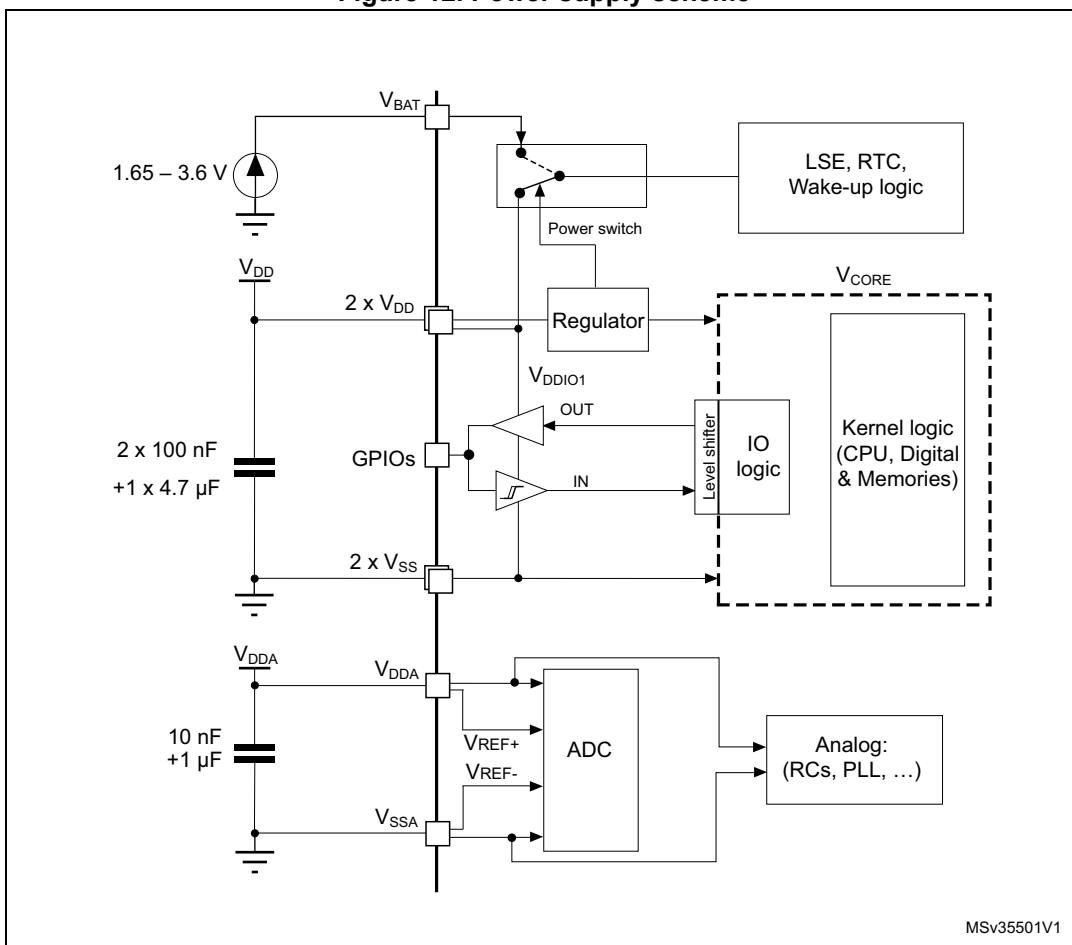 Figure 12. Power supply scheme
VBAT
1.65 – 3.6 V
LSE, RTC,
Wake-up logic
Power switch
VDD
2 x VDD
Regulator
VCORE
VDDIO1
OUT
2 x 100 nF
+1 x 4.7 µF
GPIOs
IN
Level shifter
IO
logic
Kernel logic
(CPU, Digital
& Memories)
2 x VSS
VDDA
VDDA
10 nF
+1 µF
VREF+
VREF-
ADC
Analog:
(RCs, PLL, …)
VSSA
MSv35501V1